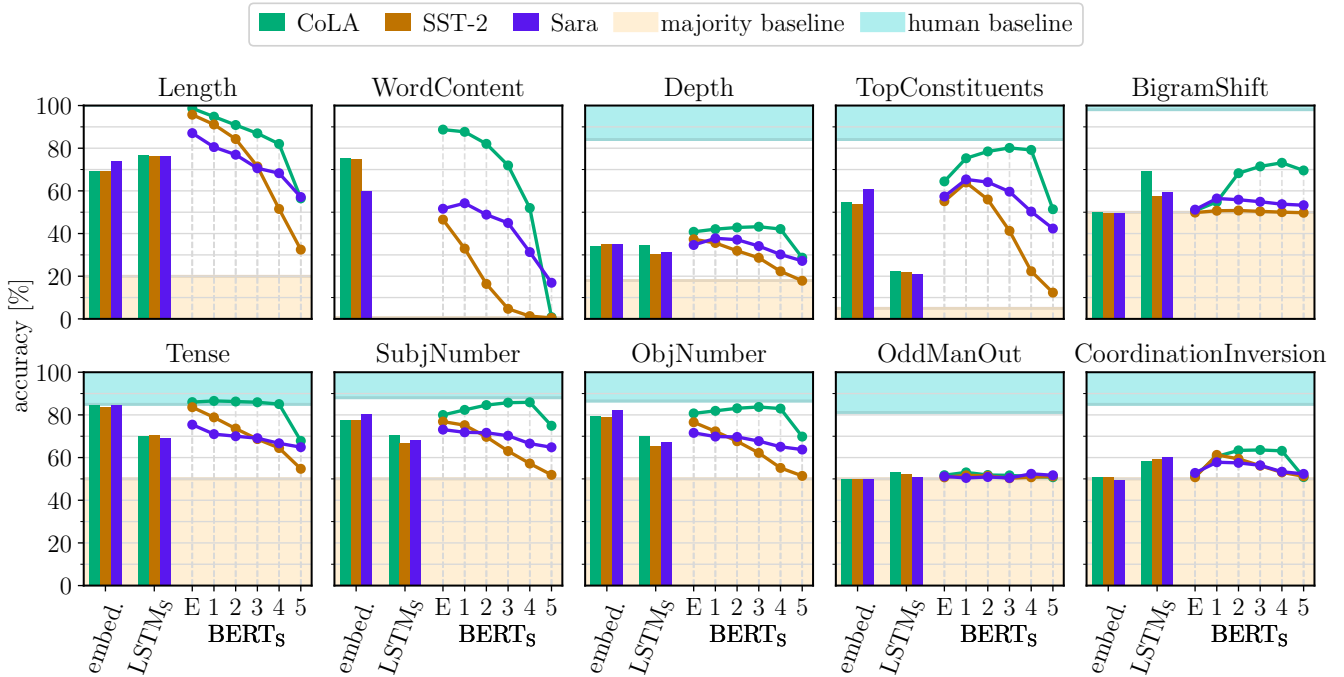 CoLA SST-2 Sara majority baseline human baseline
Length WordContent Depth TopConstituents BigramShift
100
80
60
40
20
0
accuracy [%]
Tense SubjNumber ObjNumber OddManOut CoordinationInversion
100
80
60
40
20
0
embed. LSTMS E 1 2 3 4 5 embed. LSTMS E 1 2 3 4 5 embed. LSTMS E 1 2 3 4 5 embed. LSTMS E 1 2 3 4 5 embed. LSTMS E 1 2 3 4 5
BERTS BERTS BERTS BERTS BERTS